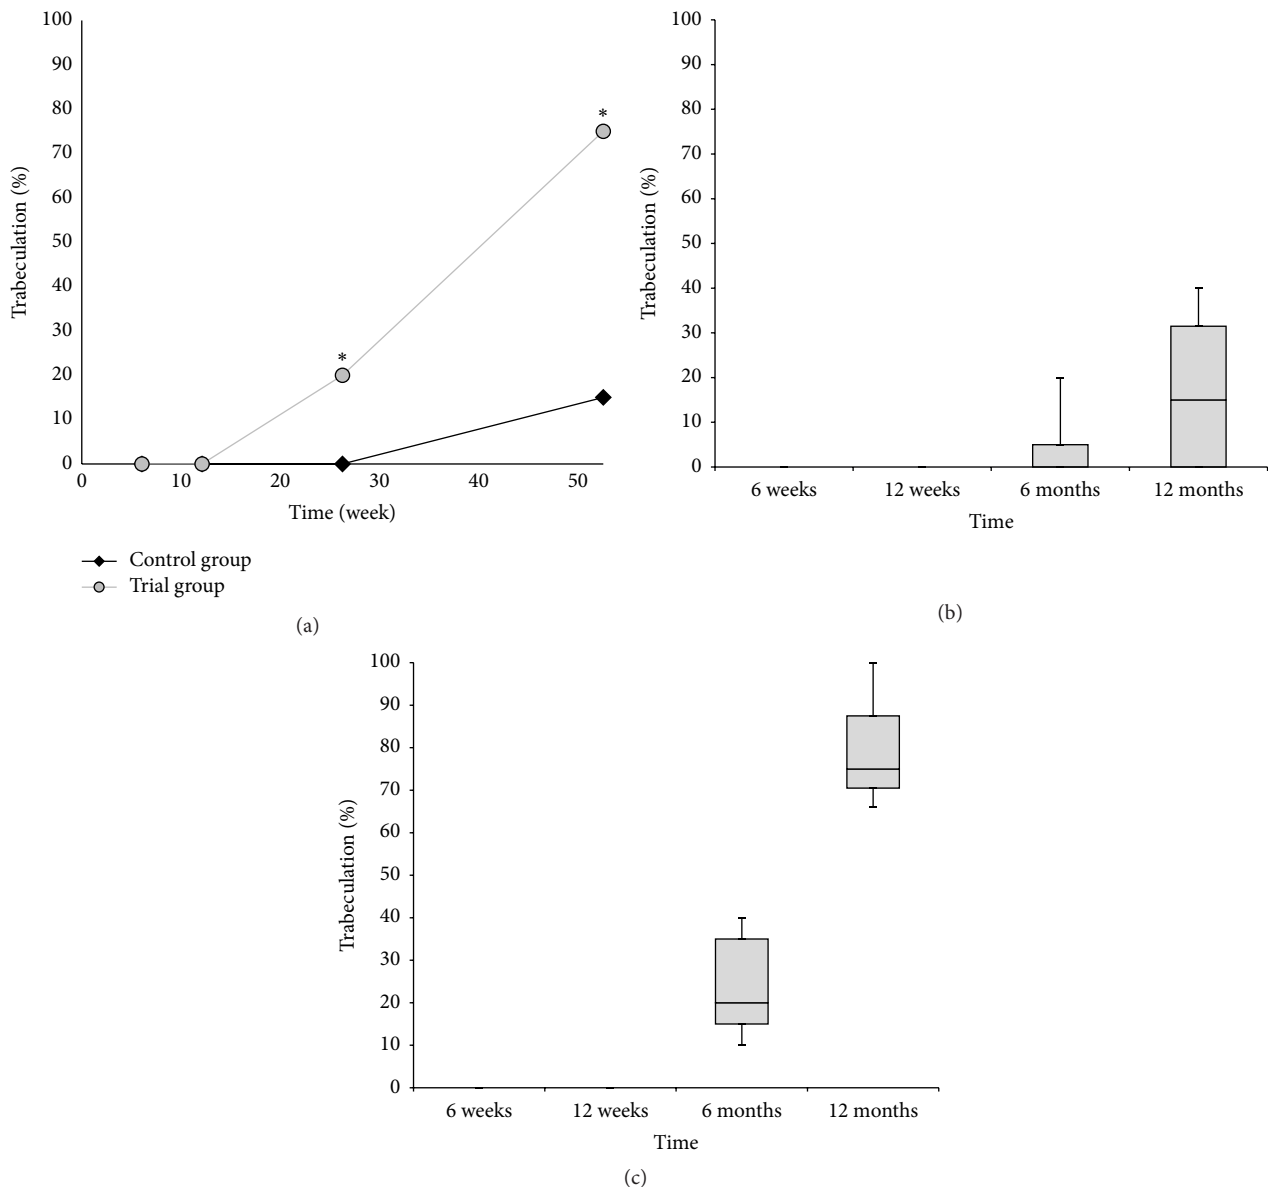 100
90
80
70
60
50
40
30
20
10
0
Trabeculation (%)
*
*
0 10 20 30 40 50
Time (week)
Control group
Trial group
(a)
100
90
80
70
60
50
40
30
20
10
0
Trabeculation (%)
6 weeks 12 weeks 6 months 12 months
Time
(b)
100
90
80
70
60
50
40
30
20
10
0
Trabeculation (%)
6 weeks 12 weeks 6 months 12 months
Time
(c)